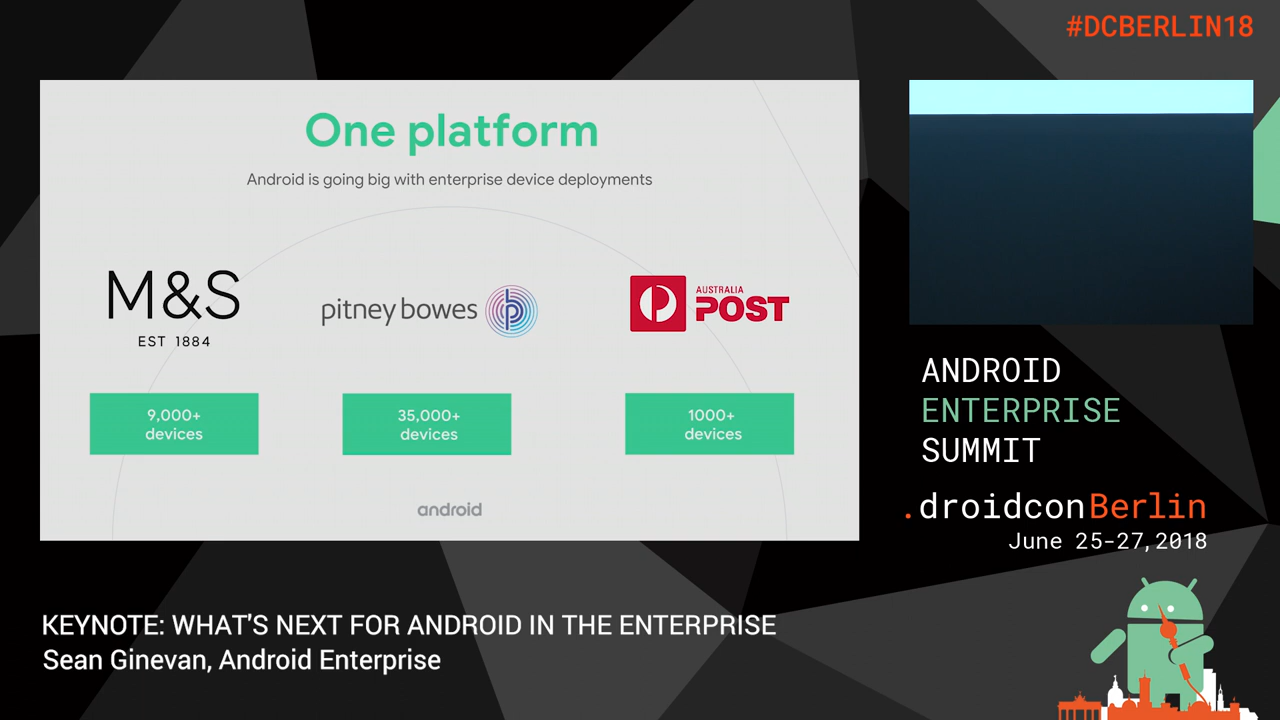 #DCBERLIN18
One platform
Android is going big with enterprise device deployments
M&S
EST 1884
pitney bowes
AUSTRALIA
POST
9,000+
devices
35,000+
devices
1000+
devices
android
ANDROID
ENTERPRISE
SUMMIT
.droidconBerlin
June 25-27, 2018
KEYNOTE: WHAT'S NEXT FOR ANDROID IN THE ENTERPRISE
Sean Ginevan, Android Enterprise